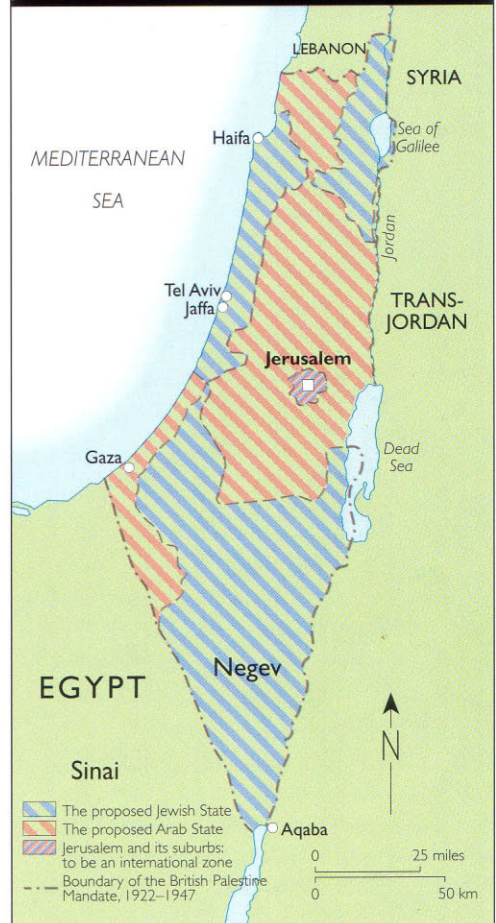 LEBANON
SYRIA
Haifa
Sea of
Galilee
MEDITERRANEAN
SEA
Jordan
Tel Aviv
Jaffa
TRANS-
JORDAN
Jerusalem
Gaza
Dead
Sea
Negev
EGYPT
N
Sinai
The proposed Jewish State
The proposed Arab State
Jerusalem and its suburbs:
to be an international zone
Boundary of the British Palestine
Mandate, 1922–1947
Aqaba
0 25 miles
0 50 km